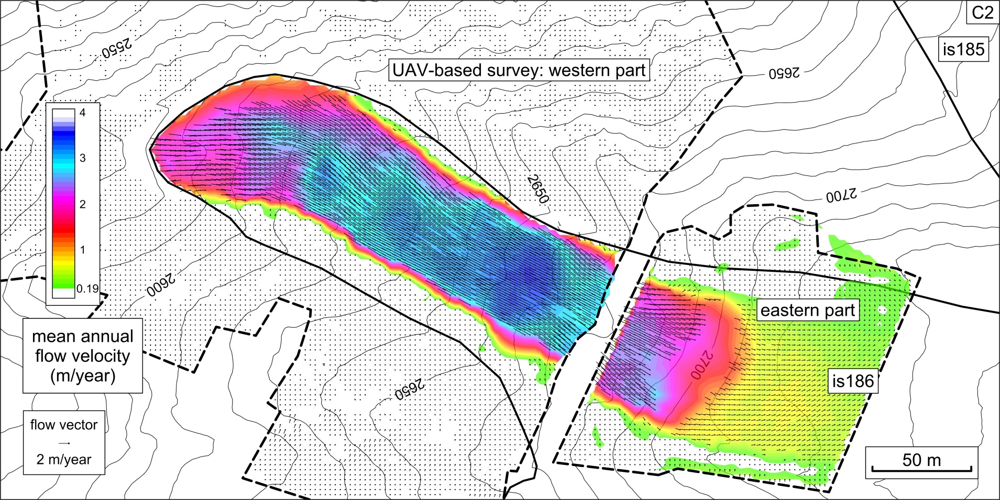 C2
2550
is185
UAV-based survey: western part
2650
4
3
2
1
0.19
2650
2700
2600
eastern part
mean annual
flow velocity
(m/year)
2700
is186
2650
flow vector
2 m/year
50 m